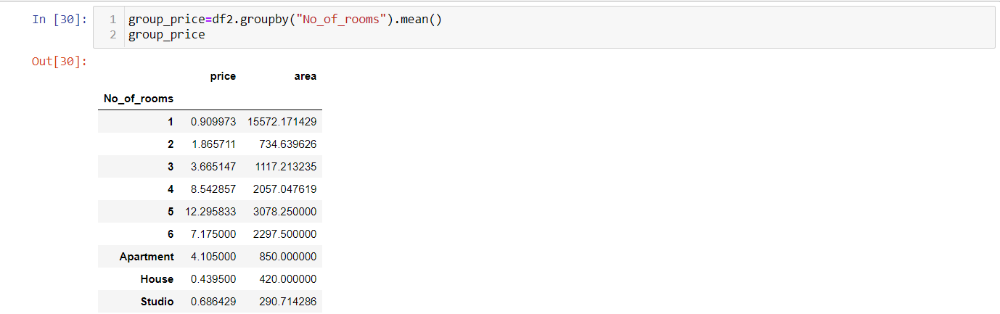 In [30]:
1 group_price=df2.groupby("No_of_rooms").mean()
2 group_price
Out[30]:
price area
No_of_rooms
1 0.909973 15572.171429
2 1.865711 734.639626
3 3.665147 1117.213235
4 8.542857 2057.047619
5 12.295833 3078.250000
6 7.175000 2297.500000
Apartment 4.105000 850.000000
House 0.439500 420.000000
Studio 0.686429 290.714286